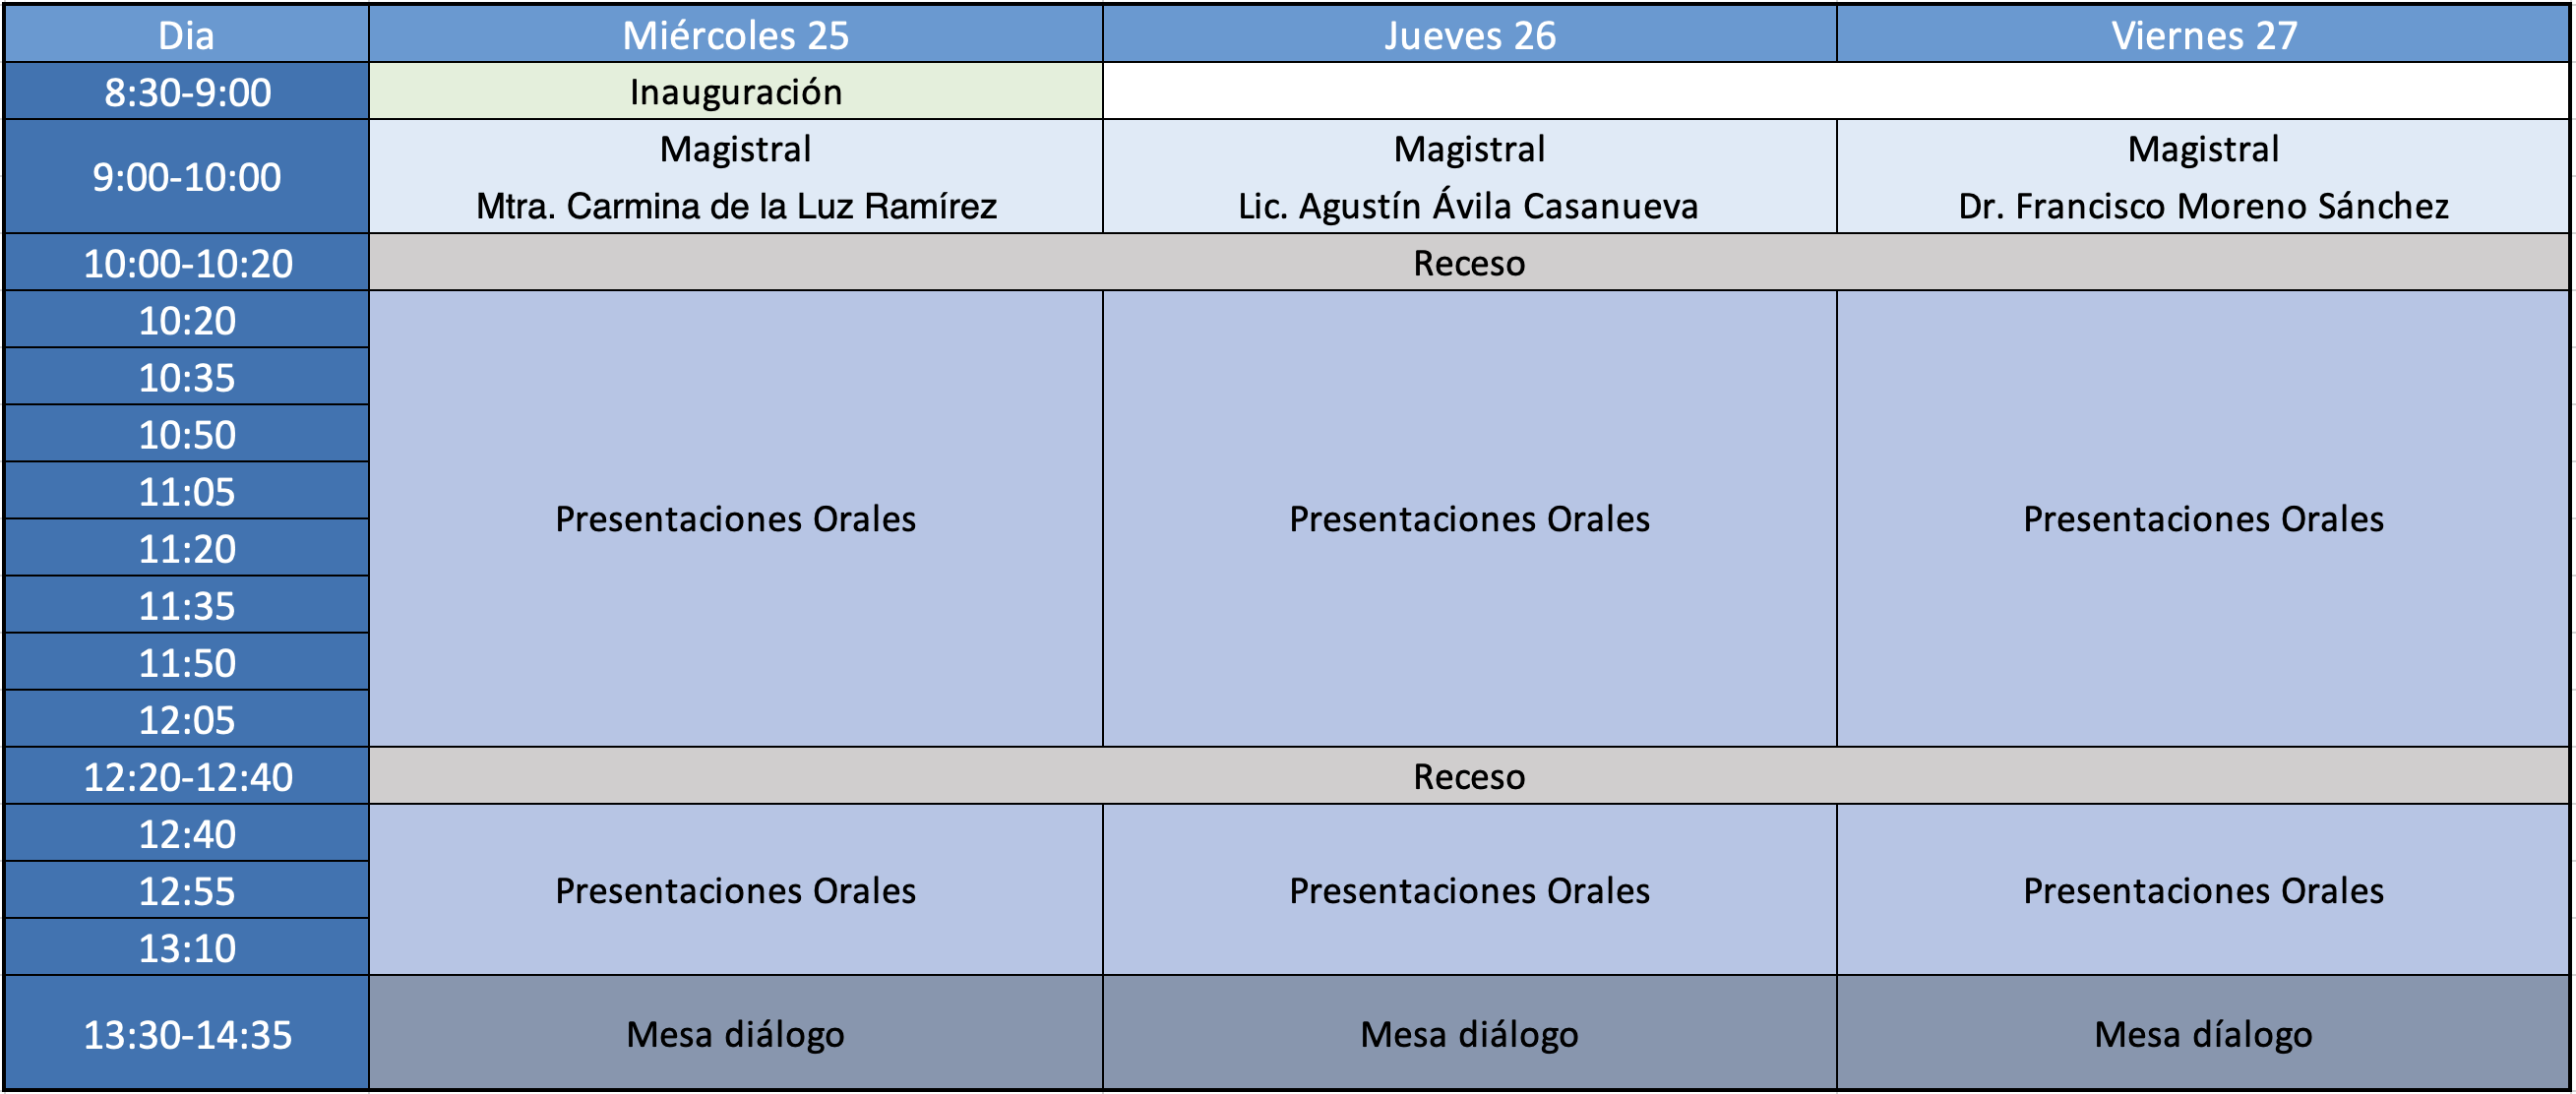 Dia Miércoles 25 Jueves 26 Viernes 27
8:30-9:00 Inauguración
9:00-10:00
Magistral Magistral Magistral
Mtra. Carmina de la Luz Ramírez Lic. Agustín Ávila Casanueva Dr. Francisco Moreno Sánchez
10:00-10:20 Receso
10:20
10:35
10:50
11:05
Presentaciones Orales Presentaciones Orales Presentaciones Orales
11:20
11:35
11:50
12:05
12:20-12:40 Receso
12:40
12:55 Presentaciones Orales Presentaciones Orales Presentaciones Orales
13:10
13:30-14:35 Mesa diálogo Mesa diálogo Mesa díalogo